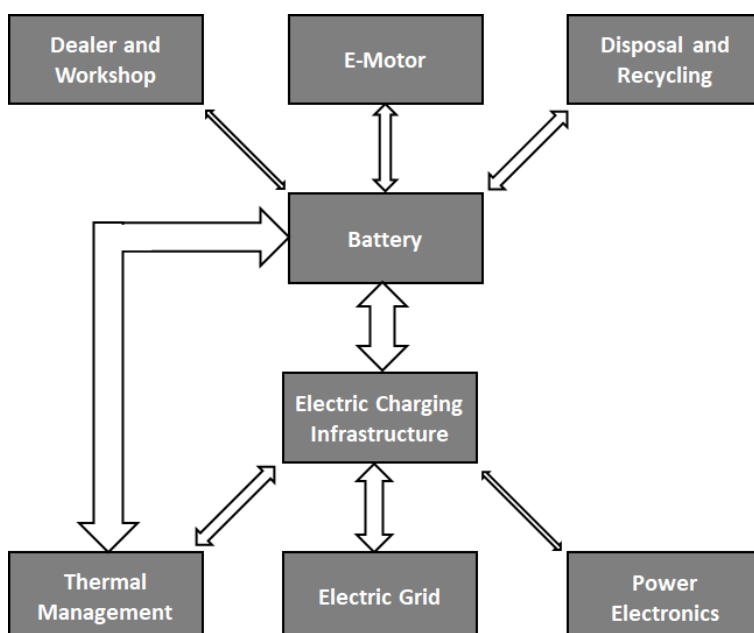 Dealer and
Workshop
E-Motor
Disposal and
Recycling
Battery
Electric Charging
Infrastructure
Thermal
Management
Electric Grid
Power
Electronics